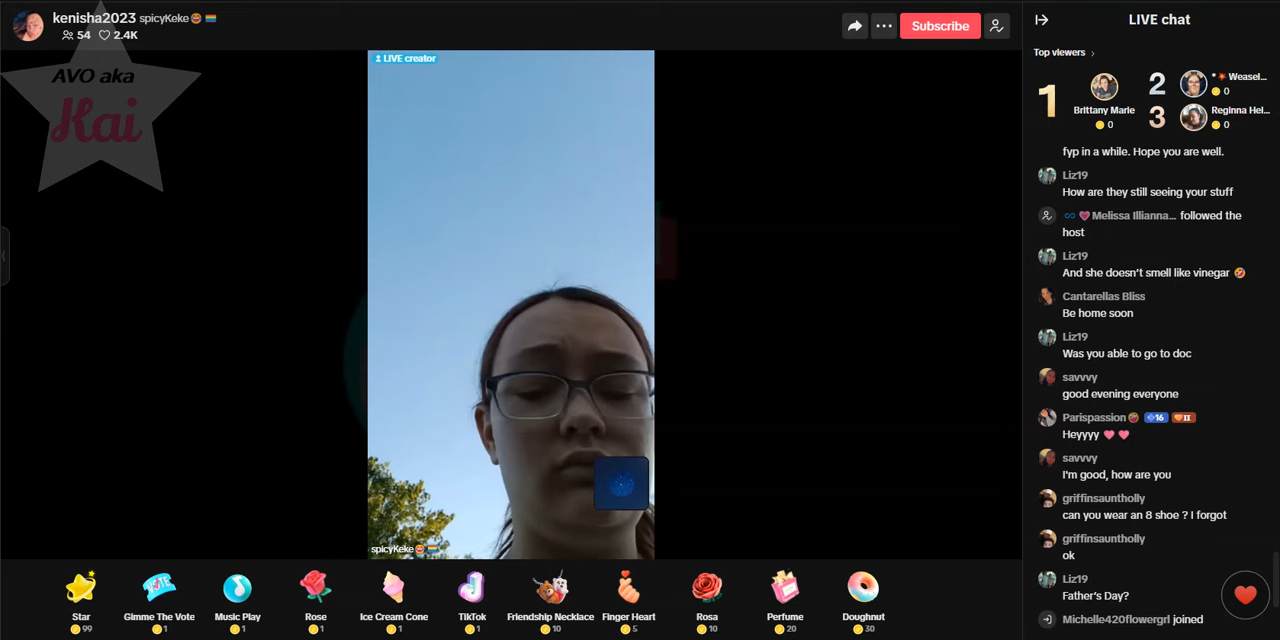 kenisha2023 spicyKeke
54 2.4K
Subscribe
AVO aka
Kai
LIVE creator
spicyKeke
LIVE chat
Top viewers
1
Brittany Marie
0
2
Weasel...
0
3
Reginna Hel...
0
fyp in a while. Hope you are well.
Liz19
How are they still seeing your stuff
Melissa Illianna... followed the
host
Liz19
And she doesn't smell like vinegar 🤣
Cantarellas Bliss
Be home soon
Liz19
Was you able to go to doc
savvvy
good evening everyone
Parispassion 16 II
Heyyyy 💗 💗
savvvy
I'm good, how are you
griffinsauntholly
can you wear an 8 shoe ? I forgot
griffinsauntholly
ok
Liz19
Father's Day?
Michelle420flowergrl joined
Star
99
Gimme The Vote
1
Music Play
1
Rose
1
Ice Cream Cone
1
TikTok
1
Friendship Necklace
10
Finger Heart
5
Rosa
10
Perfume
20
Doughnut
30